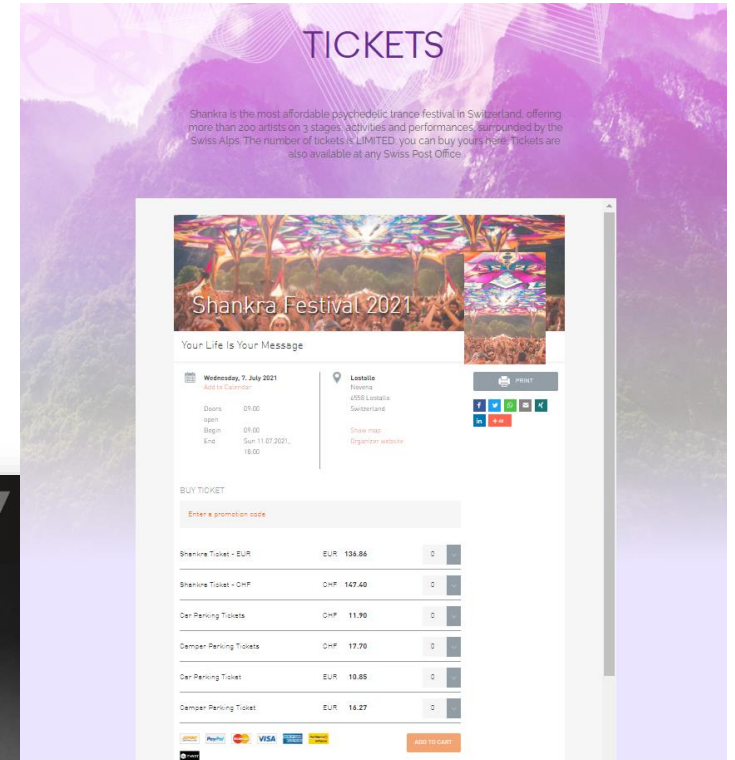 TICKETS
Shankra is the most affordable psychedelic trance festival in Switzerland, offering
more than 200 artists on 3 stages, activities and performances, surrounded by the
Swiss Alps. The number of tickets is LIMITED: you can buy yours here. Tickets are
also available at any Swiss Post Office.
Shankra Festival 2021
Your Life Is Your Message
Wednesday, 7. July 2021
Add to Calendar
Doors open 09:00
Begin 09:00
End Sun 11.07.2021, 18:00
Lostallo
Novena
6558 Lostallo
Switzerland
Show map
Organizer website
PRINT
BUY TICKET
Enter a promotion code
Shankra Ticket - EUR EUR 136.86 0
Shankra Ticket - CHF CHF 147.40 0
Car Parking Tickets CHF 11.90 0
Camper Parking Tickets CHF 17.70 0
Car Parking Ticket EUR 10.85 0
Camper Parking Ticket EUR 16.27 0
PayPal VISA
ADD TO CART